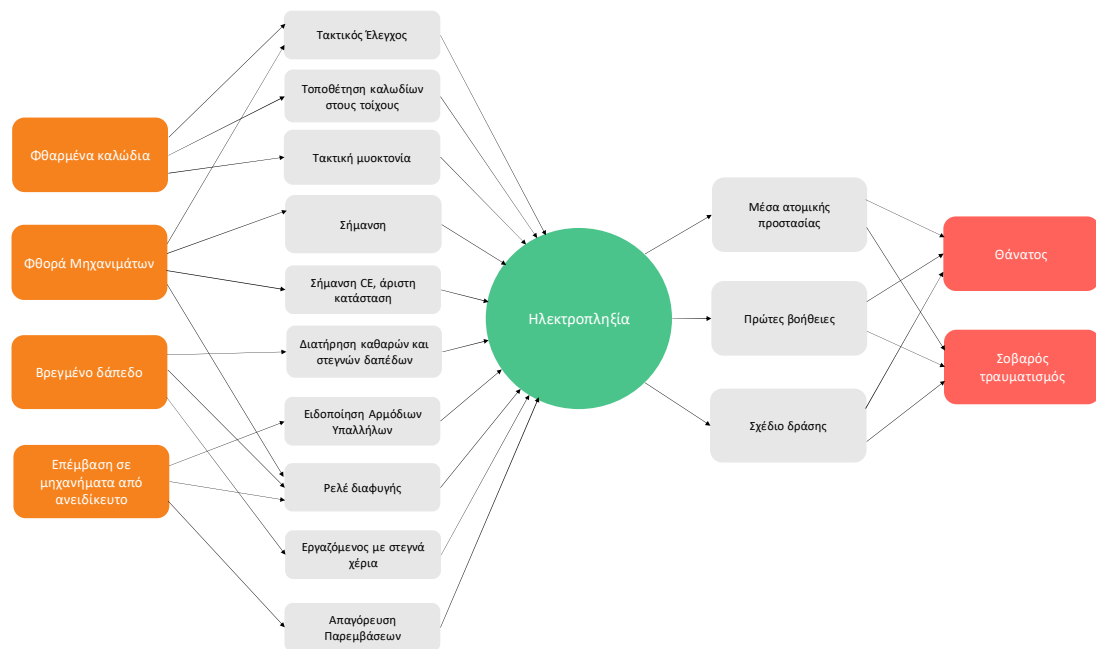 Φθαρμένα καλώδια
Φθορά Μηχανιμάτων
Βρεγμένο δάπεδο
Επέμβαση σε
μηχανήματα από
ανειδίκευτο
Τακτικός Έλεγχος
Τοποθέτηση καλωδίων
στους τοίχους
Τακτική μυοκτονία
Σήμανση
Σήμανση CE, άριστη
κατάσταση
Διατήρηση καθαρών και
στεγνών δαπέδων
Ειδοποίηση Αρμόδιων
Υπαλλήλων
Ρελέ διαφυγής
Εργαζόμενος με στεγνά
χέρια
Απαγόρευση
Παρεμβάσεων
Ηλεκτροπληξία
Μέσα ατομικής
προστασίας
Πρώτες βοήθειες
Σχέδιο δράσης
Θάνατος
Σοβαρός
τραυματισμός